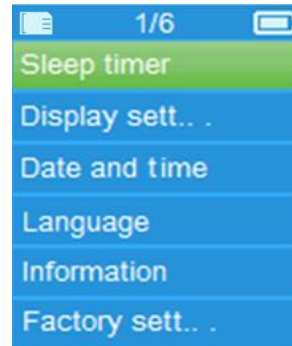 1/6
Sleep timer
Display sett.. .
Date and time
Language
Information
Factory sett.. .